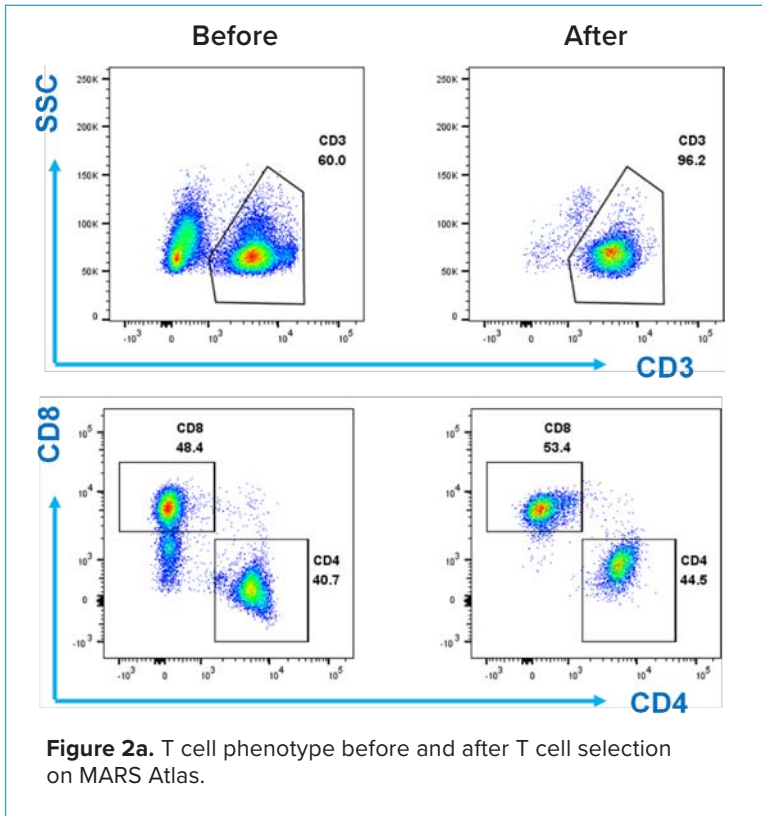 Before
After
SSC
250K
200K
150K
100K
50K
0
CD3
60.0
-10³ 0 10³ 10⁴ 10⁵
250K
200K
150K
100K
50K
0
CD3
96.2
-10³ 0 10³ 10⁴ 10⁵
CD3
CD8
10⁵
10⁴
10³
0
-10³
CD8
48.4
CD4
40.7
-10³ 0 10³ 10⁴ 10⁵
10⁵
10⁴
10³
0
-10³
CD8
53.4
CD4
44.5
-10³ 0 10³ 10⁴ 10⁵
CD4
Figure 2a. T cell phenotype before and after T cell selection
on MARS Atlas.